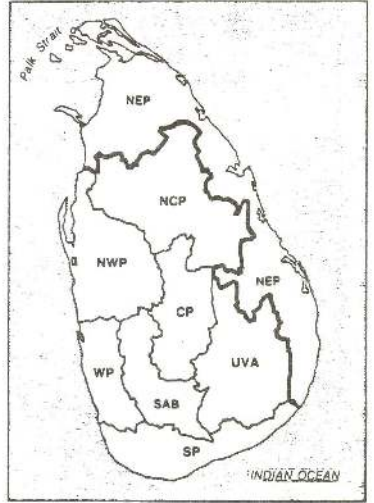 Palk Strait
NEP
NCP
NWP
NEP
CP
WP
UVA
SAB
SP
INDIAN OCEAN